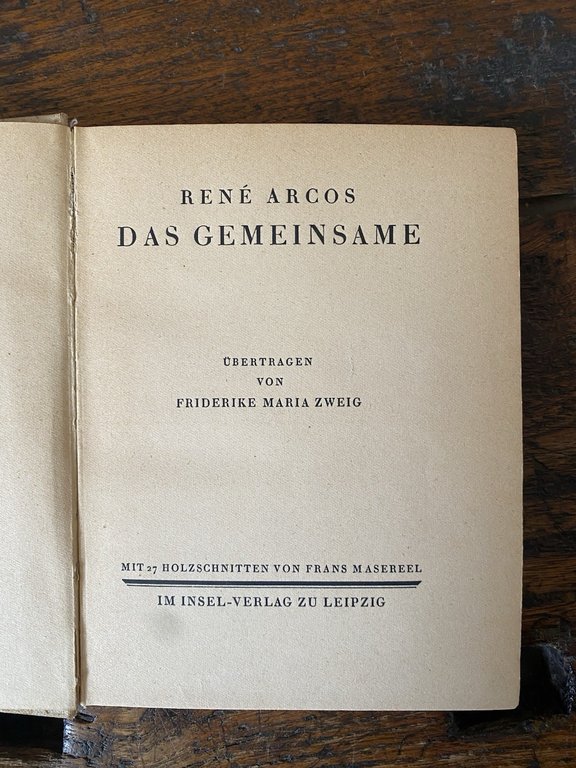 RENÉ ARCOS
DAS GEMEINSAME
ÜBERTRAGEN
VON
FRIDERIKE MARIA ZWEIG
MIT 27 HOLZSCHNITTEN VON FRANS MASEREEL
IM INSEL-VERLAG ZU LEIPZIG